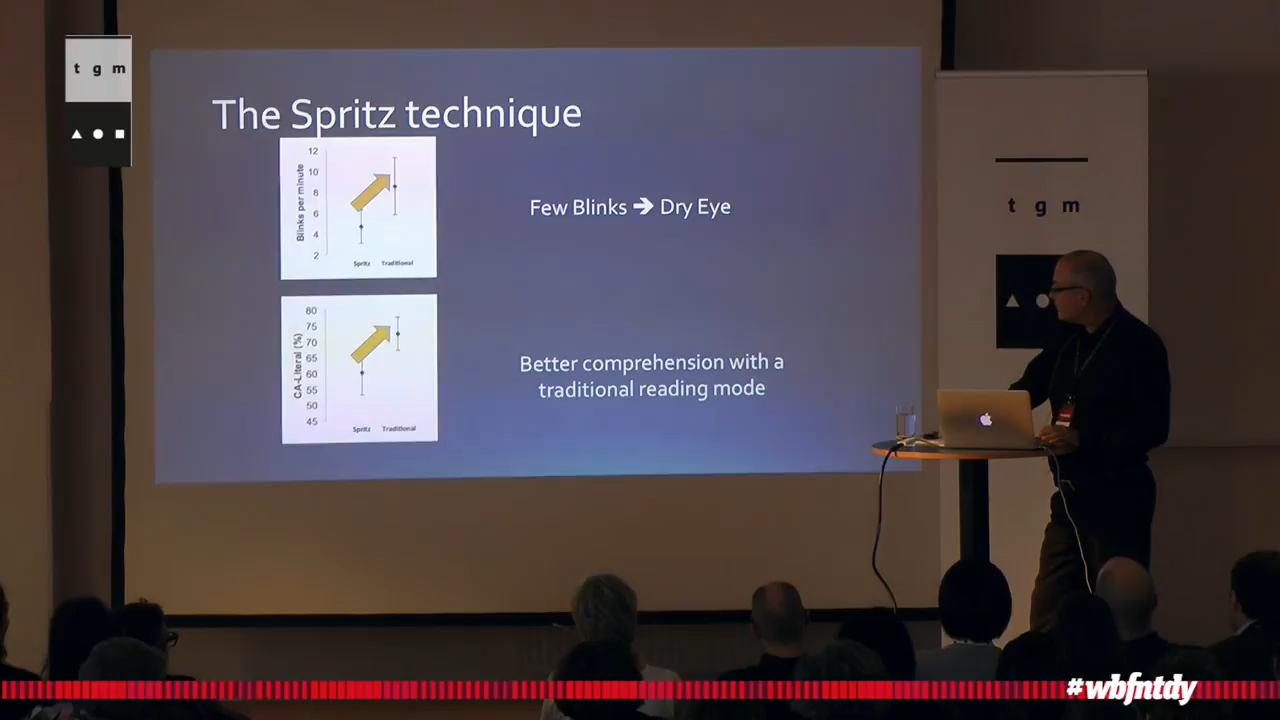 t g m
The Spritz technique
12
10
8
6
4
2
Blinks per minute
Spritz Traditional
Few Blinks ➔ Dry Eye
80
75
70
65
60
55
50
45
CA-Literal (%)
Spritz Traditional
Better comprehension with a
traditional reading mode
t g m
#wbfntdy